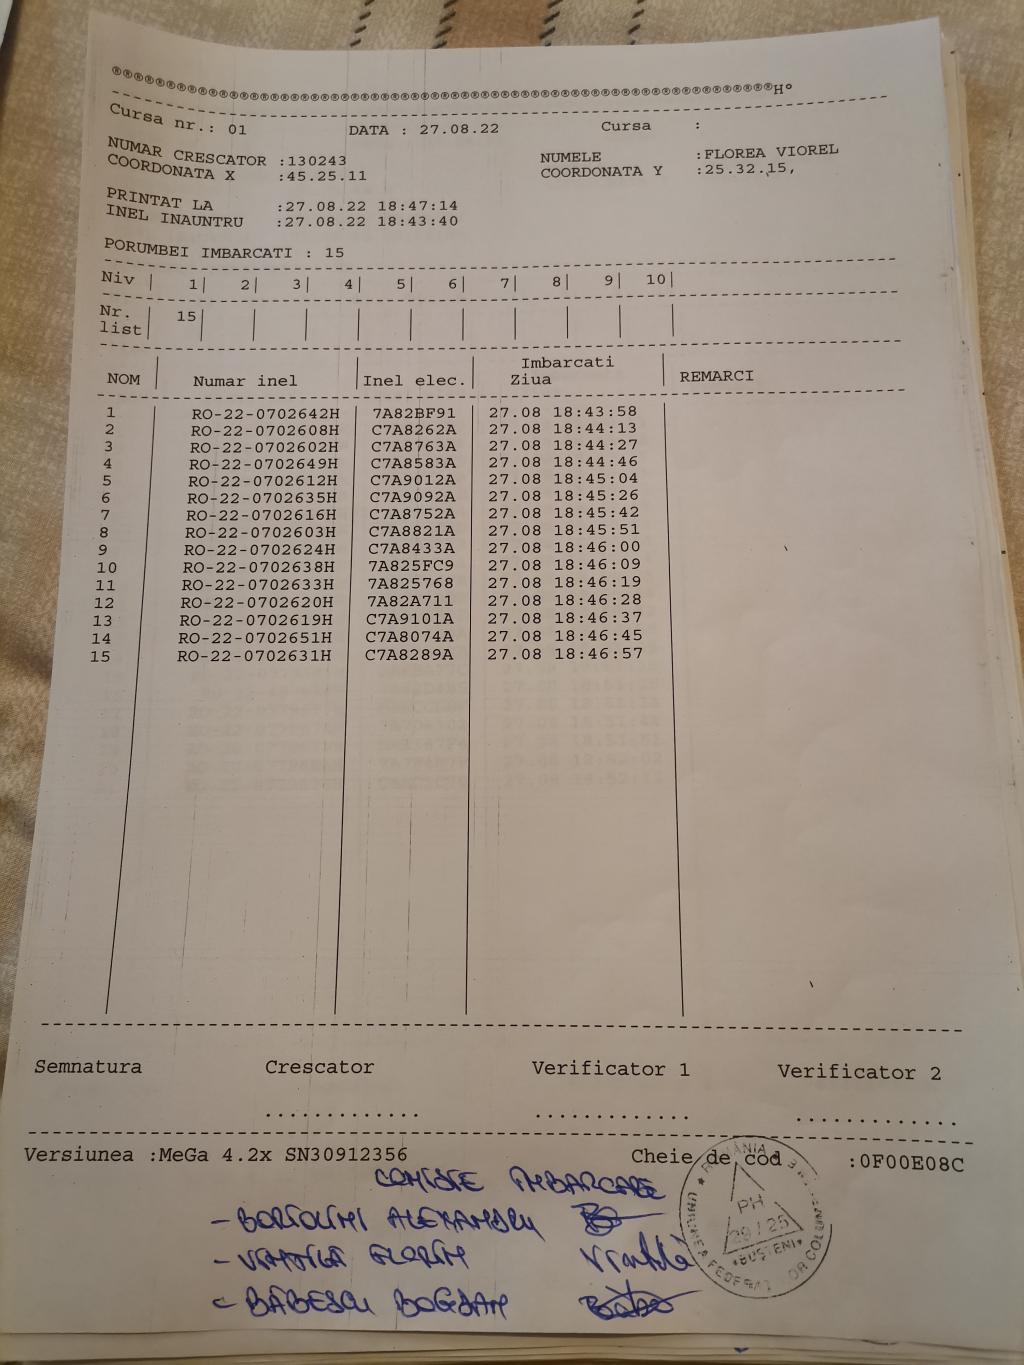 ®®®®®®®®®®®®®®®®®®®®®®®®®®®®®®®®®®®®®®®®®®®®®®®®®®®®®®®®®®®®®H°
Cursa nr.: 01 DATA : 27.08.22 Cursa :
NUMAR CRESCATOR :130243 NUMELE :FLOREA VIOREL
COORDONATA X :45.25.11 COORDONATA Y :25.32.15,
PRINTAT LA :27.08.22 18:47:14
INEL INAUNTRU :27.08.22 18:43:40
PORUMBEI IMBARCATI : 15
Niv | 1| 2| 3| 4| 5| 6| 7| 8| 9| 10|
Nr. list | 15| | | | | | | | | |
NOM | Numar inel | Inel elec. | Imbarcati Ziua | REMARCI
1 RO-22-0702642H 7A82BF91 27.08 18:43:58
2 RO-22-0702608H C7A8262A 27.08 18:44:13
3 RO-22-0702602H C7A8763A 27.08 18:44:27
4 RO-22-0702649H C7A8583A 27.08 18:44:46
5 RO-22-0702612H C7A9012A 27.08 18:45:04
6 RO-22-0702635H C7A9092A 27.08 18:45:26
7 RO-22-0702616H C7A8752A 27.08 18:45:42
8 RO-22-0702603H C7A8821A 27.08 18:45:51
9 RO-22-0702624H C7A8433A 27.08 18:46:00
10 RO-22-0702638H 7A825FC9 27.08 18:46:09
11 RO-22-0702633H 7A825768 27.08 18:46:19
12 RO-22-0702620H 7A82A711 27.08 18:46:28
13 RO-22-0702619H C7A9101A 27.08 18:46:37
14 RO-22-0702651H C7A8074A 27.08 18:46:45
15 RO-22-0702631H C7A8289A 27.08 18:46:57
Semnatura Crescator Verificator 1 Verificator 2
............. ............. .............
Versiunea :MeGa 4.2x SN30912356 Cheie de cod :0F00E08C
COMISIE IMBARCARE
- ALEXANDRU
- FLORIN
- BĂBESCU BOGDAN
ROMÂNIA
PH
29/25
BUȘTENI